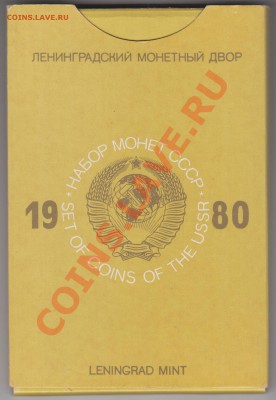 COINS.LAVE.RU
ЛЕНИНГРАДСКИЙ МОНЕТНЫЙ ДВОР
· НАБОР МОНЕТ СССР ·
19 80
SET OF COINS OF THE USSR
COINS.LAVE.RU
LENINGRAD MINT